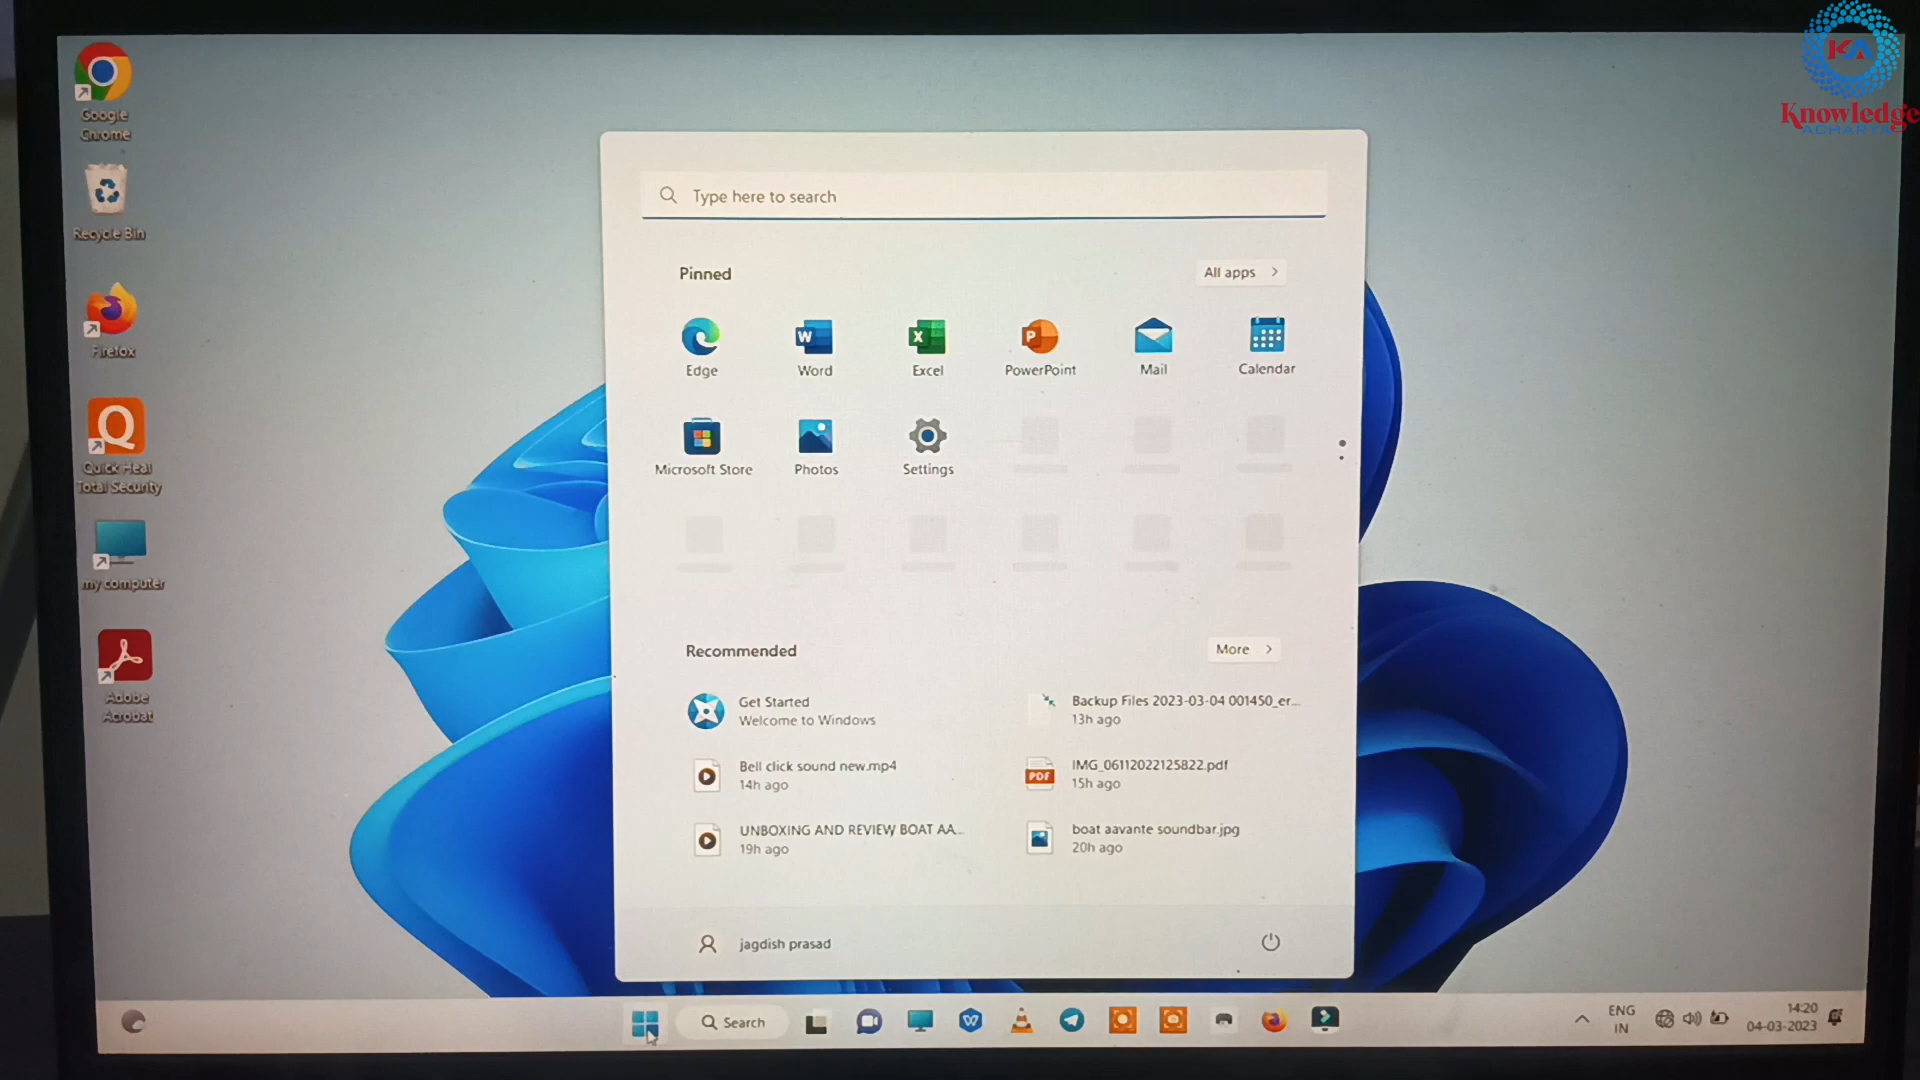 KA
Knowledge
ACHARYA
Google
Chrome
Recycle Bin
Firefox
Quick Heal
Total Security
my computer
Adobe
Acrobat
Type here to search
Pinned
All apps
Edge
Word
Excel
PowerPoint
Mail
Calendar
Microsoft Store
Photos
Settings
Recommended
More
Get Started
Welcome to Windows
Backup Files 2023-03-04 001450_er...
13h ago
Bell click sound new.mp4
14h ago
PDF
IMG_06112022125822.pdf
15h ago
UNBOXING AND REVIEW BOAT AA...
19h ago
boat aavante soundbar.jpg
20h ago
jagdish prasad
Search
ENG
IN
14:20
04-03-2023